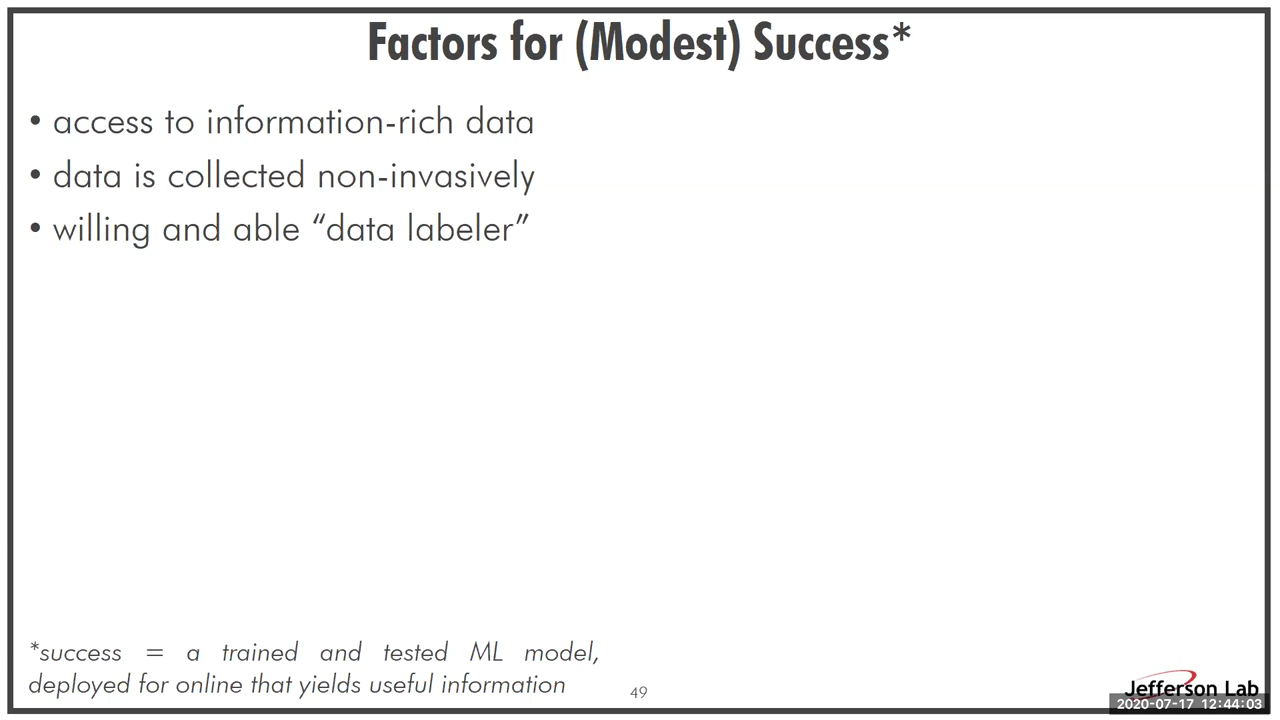 Factors for (Modest) Success*
• access to information-rich data
• data is collected non-invasively
• willing and able “data labeler”
*success = a trained and tested ML model,
deployed for online that yields useful information
49
Jefferson Lab
2020-07-17 12:44:03